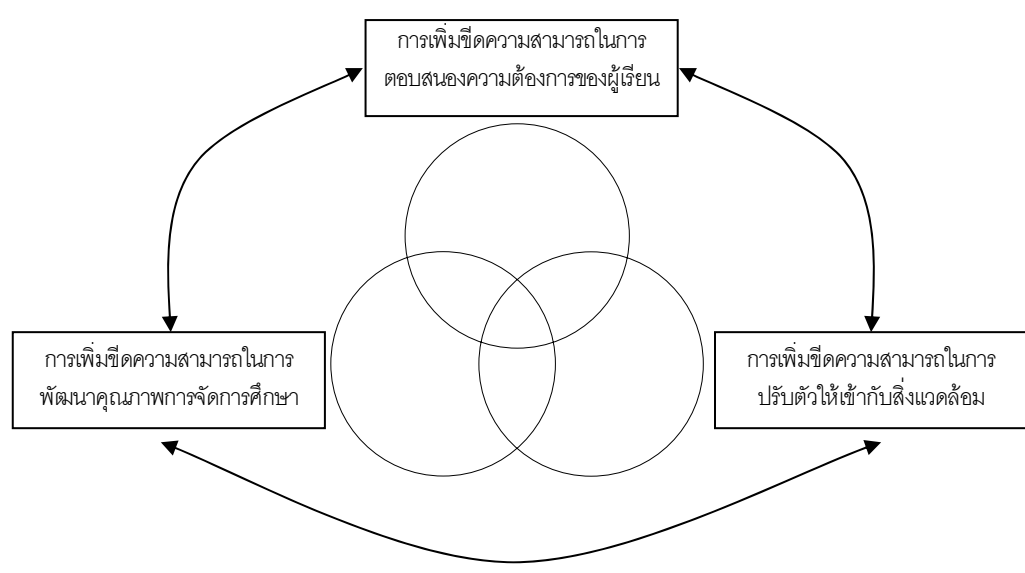 การเพิ่มขีดความสามารถในการ
ตอบสนองความต้องการของผู้เรียน
การเพิ่มขีดความสามารถในการ
พัฒนาคุณภาพการจัดการศึกษา
การเพิ่มขีดความสามารถในการ
ปรับตัวให้เข้ากับสิ่งแวดล้อม